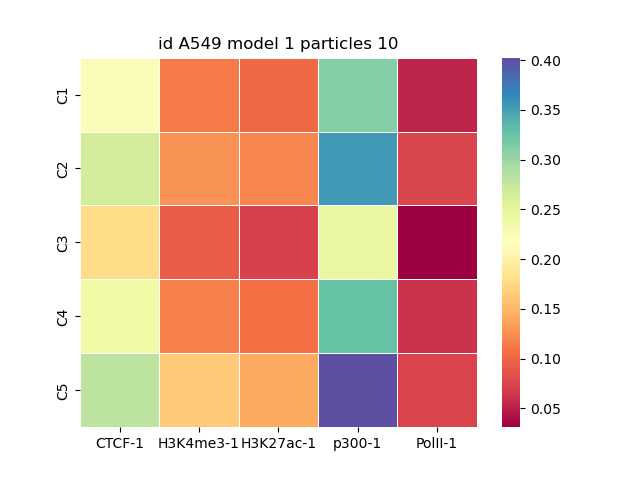 id A549 model 1 particles 10
C1
C2
C3
C4
C5
CTCF-1 H3K4me3-1 H3K27ac-1 p300-1 PolII-1
0.40
0.35
0.30
0.25
0.20
0.15
0.10
0.05